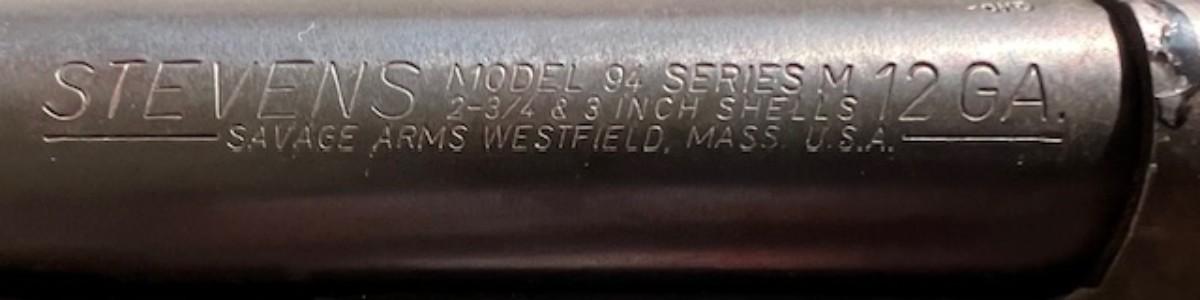 STEVENS MODEL 94 SERIES M 12 GA.
2-3/4 & 3 INCH SHELLS
SAVAGE ARMS WESTFIELD, MASS. U.S.A.